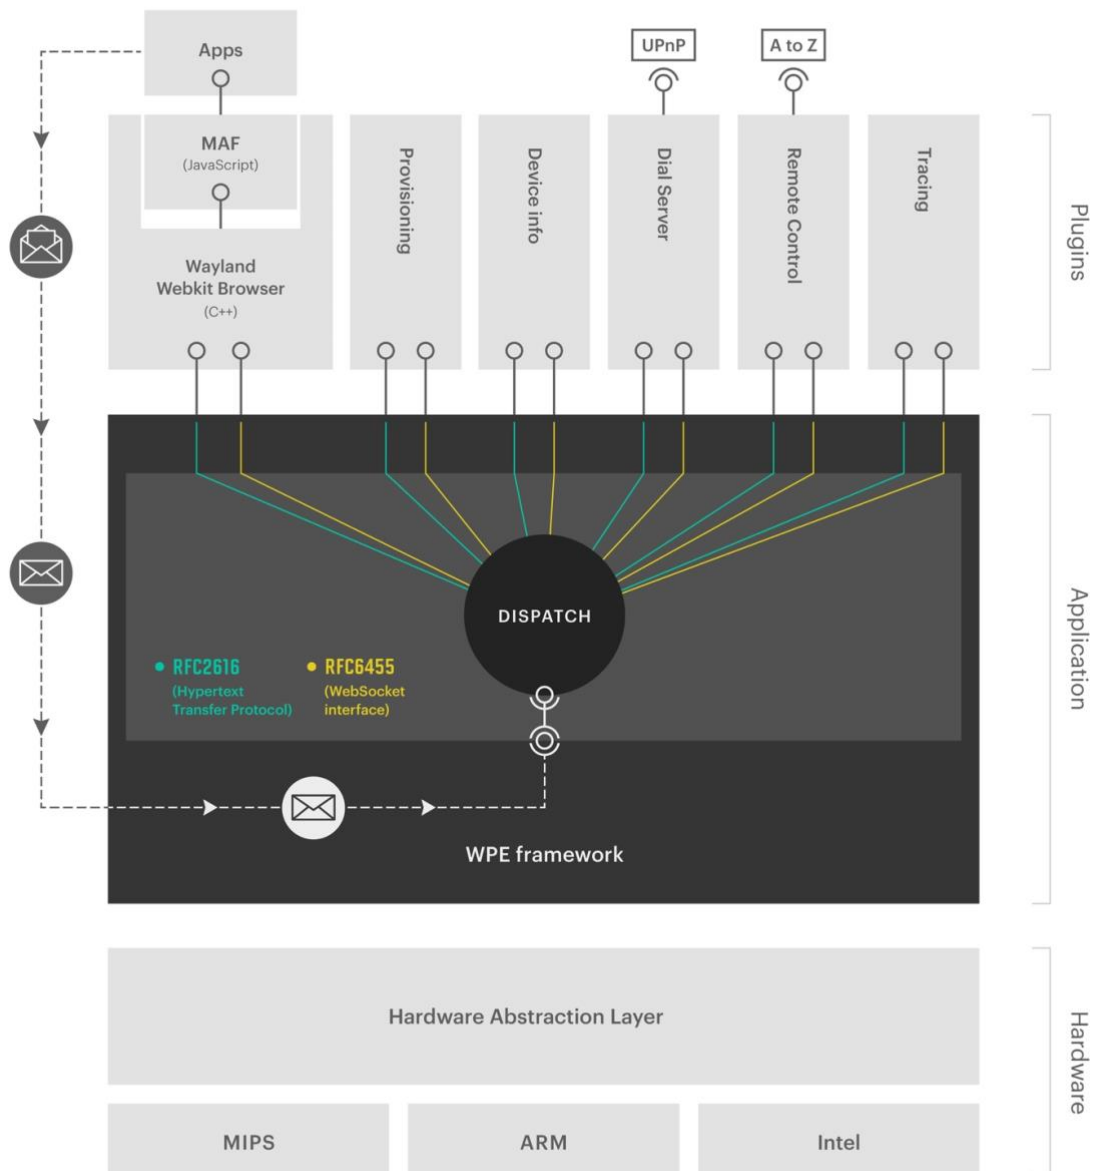 Apps
UPnP
A to Z
MAF
(JavaScript)
Wayland
Webkit Browser
(C++)
Provisioning
Device info
Dial Server
Remote Control
Tracing
Plugins
DISPATCH
RFC2616
(Hypertext
Transfer Protocol)
RFC6455
(WebSocket
interface)
WPE framework
Application
Hardware Abstraction Layer
MIPS
ARM
Intel
Hardware